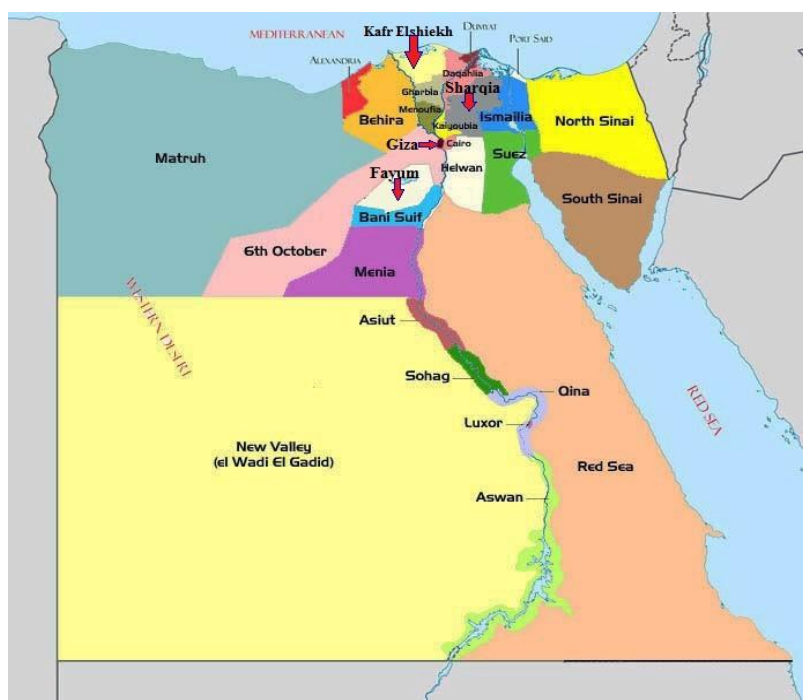 MEDITERRANEAN
Kafr Elshiekh
DUMYAT
PORT SAID
ALEXANDRIA
Daqahlia
Gharbia
Sharqia
Menoufia
Behira
Kalyoubia
Ismailia
North Sinai
Giza
Cairo
Matruh
Helwan
Suez
Fayum
South Sinai
Bani Suif
6th October
Menia
WESTERN DESERT
Asiut
Sohag
Qina
Luxor
RED SEA
New Valley
(el Wadi El Gadid)
Red Sea
Aswan